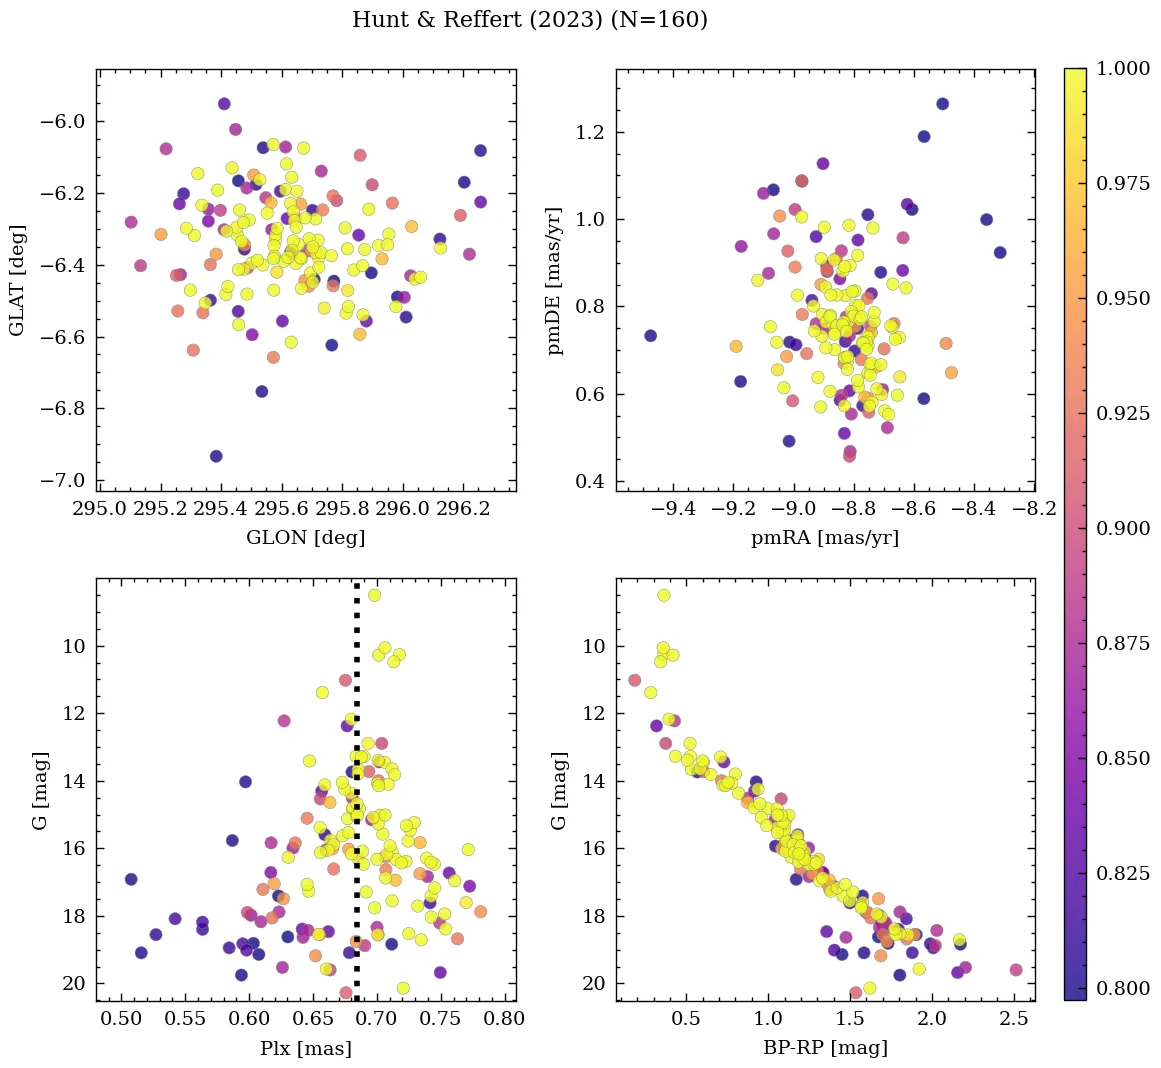 Hunt & Reffert (2023) (N=160)
−6.0
−6.2
−6.4
−6.6
−6.8
−7.0
GLAT [deg]
295.0 295.2 295.4 295.6 295.8 296.0 296.2
GLON [deg]
1.2
1.0
0.8
0.6
0.4
pmDE [mas/yr]
−9.4 −9.2 −9.0 −8.8 −8.6 −8.4 −8.2
pmRA [mas/yr]
10
12
14
16
18
20
G [mag]
0.50 0.55 0.60 0.65 0.70 0.75 0.80
Plx [mas]
10
12
14
16
18
20
G [mag]
0.5 1.0 1.5 2.0 2.5
BP-RP [mag]
1.000
0.975
0.950
0.925
0.900
0.875
0.850
0.825
0.800